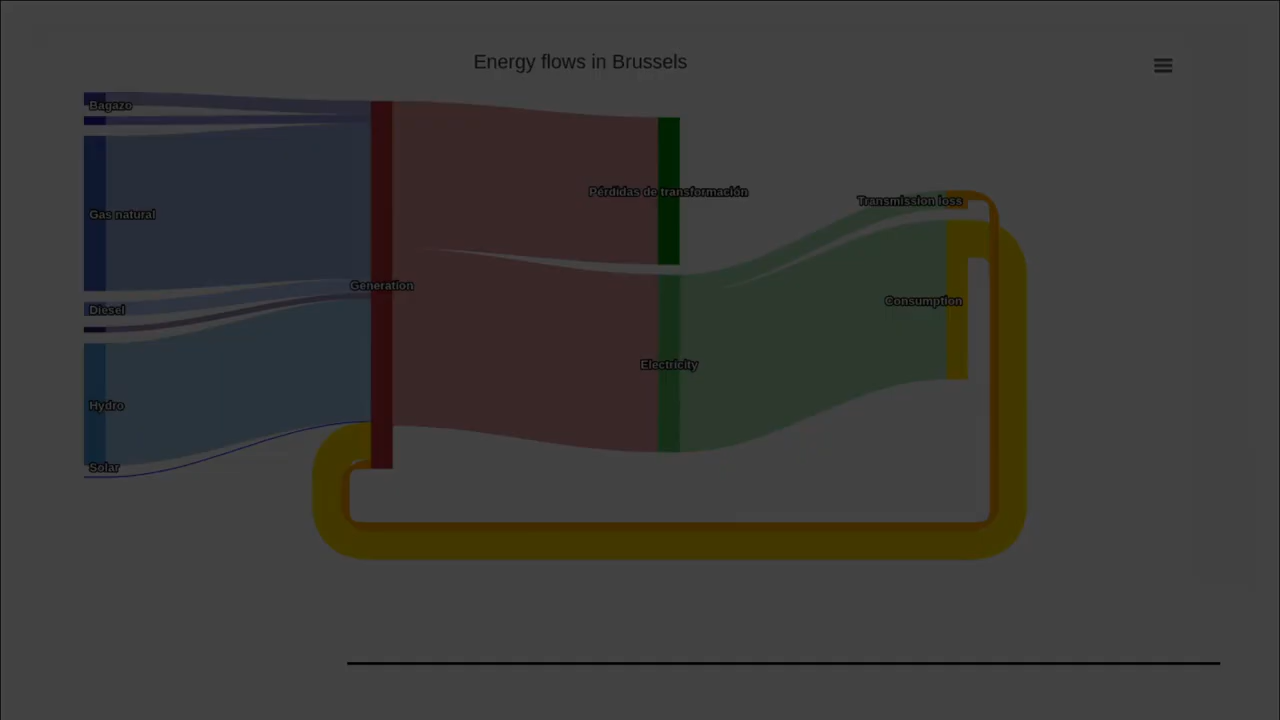 Energy flows in Brussels
Bagazo
Gas natural
Pérdidas de transformación
Transmission loss
Generation
Consumption
Diesel
Electricity
Hydro
Solar